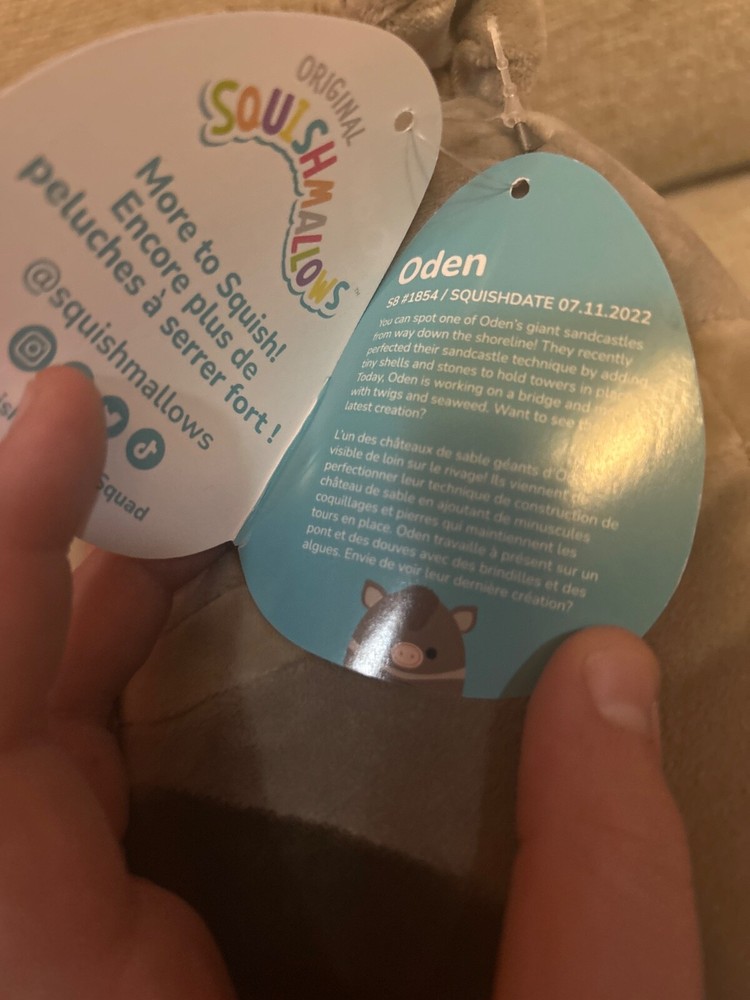 ORIGINAL
SQUISHMALLOWS
More to Squish!
Encore plus de
peluches à serrer fort !
@squishmallows
Squad
Oden
S8 #1854 / SQUISHDATE 07.11.2022
You can spot one of Oden's giant sandcastles
from way down the shoreline! They recently
perfected their sandcastle technique by adding
tiny shells and stones to hold towers in
Today, Oden is working on a bridge and
with twigs and seaweed. Want to see
latest creation?
L'un des châteaux de sable géants
visible de loin sur le rivage! Ils viennent de
perfectionner leur technique de construction de
château de sable en ajoutant de minuscules
coquillages et pierres qui maintiennent les
tours en place. Oden travaille à présent sur un
pont et des douves avec des brindilles et des
algues. Envie de voir leur dernière création?